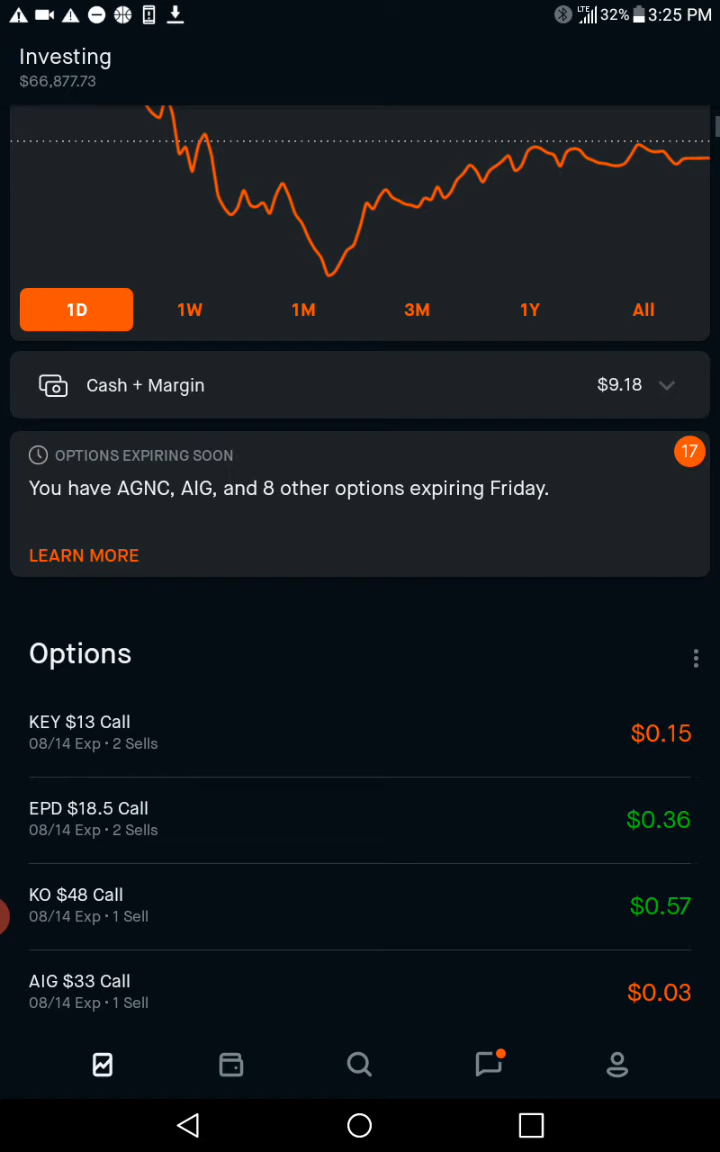 LTE 32% 3:25 PM
Investing
$66,877.73
1D 1W 1M 3M 1Y All
Cash + Margin $9.18
OPTIONS EXPIRING SOON 17
You have AGNC, AIG, and 8 other options expiring Friday.
LEARN MORE
Options
KEY $13 Call
08/14 Exp • 2 Sells
$0.15
EPD $18.5 Call
08/14 Exp • 2 Sells
$0.36
KO $48 Call
08/14 Exp • 1 Sell
$0.57
AIG $33 Call
08/14 Exp • 1 Sell
$0.03